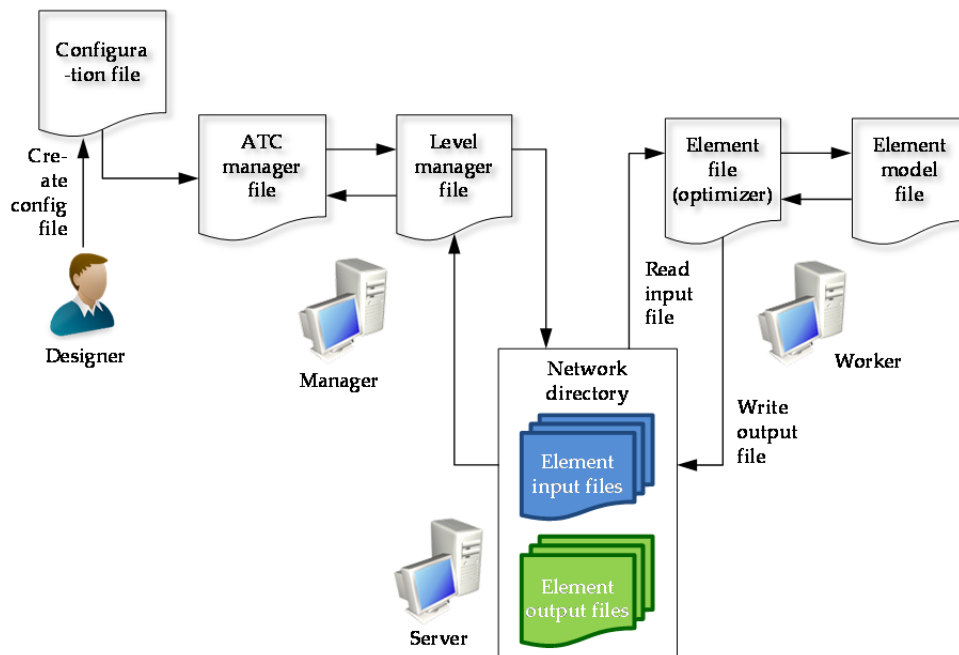 Configura
-tion file
Cre-
ate
config
file
Designer
ATC
manager
file
Level
manager
file
Manager
Element
file
(optimizer)
Element
model
file
Read
input
file
Worker
Network
directory
Write
output
file
Element
input files
Element
output files
Server